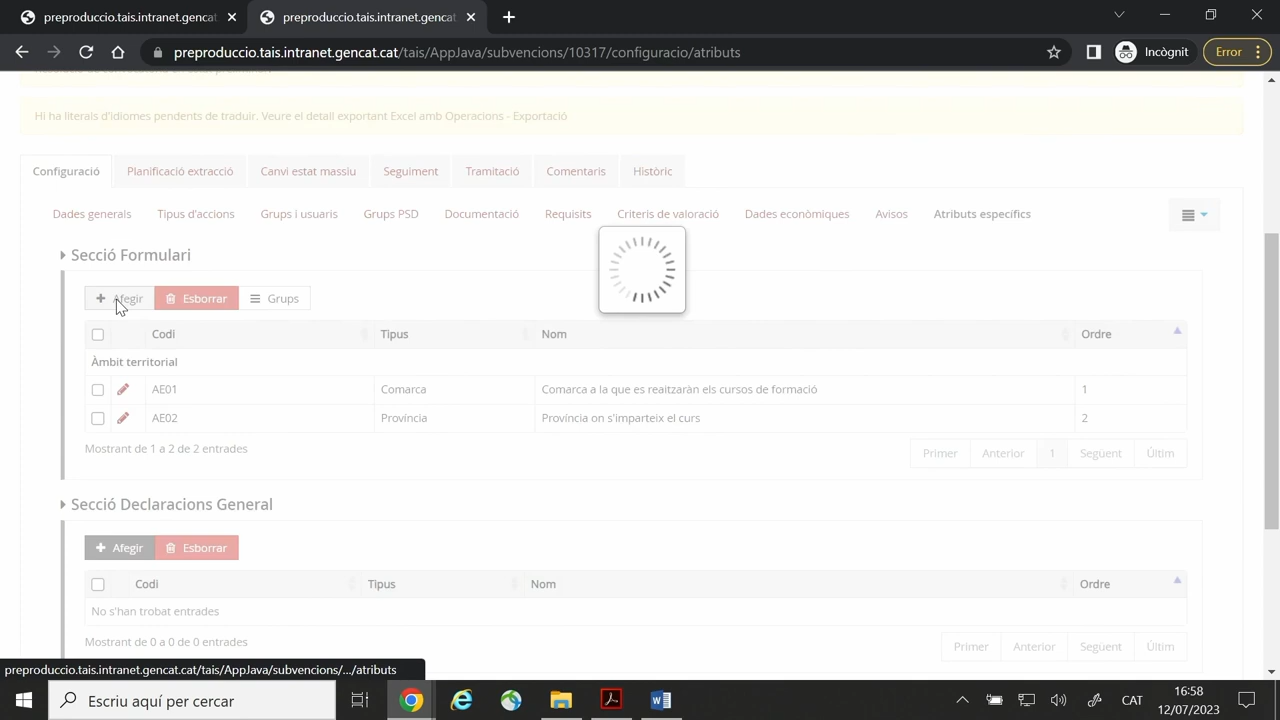 preproduccio.tais.intranet.gencat
preproduccio.tais.intranet.gencat
preproduccio.tais.intranet.gencat.cat/tais/AppJava/subvencions/10317/configuracio/atributs
Incògnit
Error
Hi ha literals d'idiomes pendents de traduir. Veure el detall exportant Excel amb Operacions - Exportació
Configuració Planificació extracció Canvi estat massiu Seguiment Tramitació Comentaris Històric
Dades generals Tipus d'accions Grups i usuaris Grups PSD Documentació Requisits Criteris de valoració Dades econòmiques Avisos Atributs específics
Secció Formulari
Afegir Esborrar Grups
Codi Tipus Nom Ordre
Àmbit territorial
AE01 Comarca Comarca a la que es reaitzaràn els cursos de formació 1
AE02 Província Província on s'imparteix el curs 2
Mostrant de 1 a 2 de 2 entrades
Primer Anterior 1 Següent Últim
Secció Declaracions General
Afegir Esborrar
Codi Tipus Nom Ordre
No s'han trobat entrades
Mostrant de 0 a 0 de 0 entrades
Primer Anterior Següent Últim
preproduccio.tais.intranet.gencat.cat/tais/AppJava/subvencions/.../atributs
Escriu aquí per cercar
CAT
16:58
12/07/2023